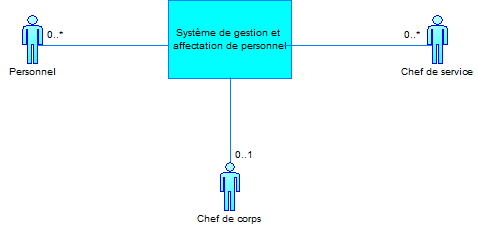 Système de gestion et
affectation de personnel
0..*
0..*
Personnel
Chef de service
0..1
Chef de corps